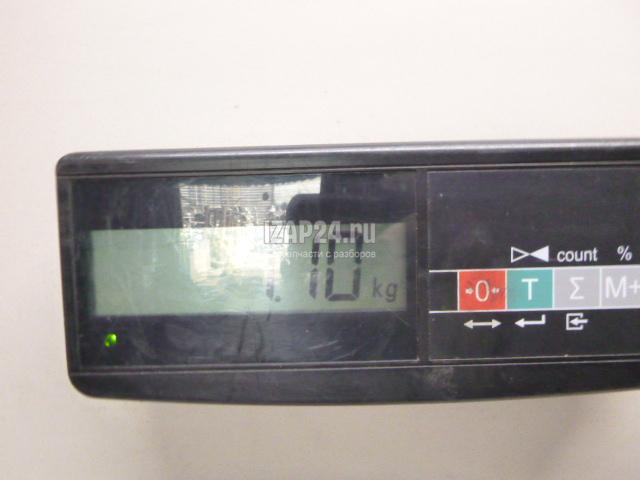 IZAP24.ru
запчасти с разборов
1.10 kg
count %
→0← T Σ M+